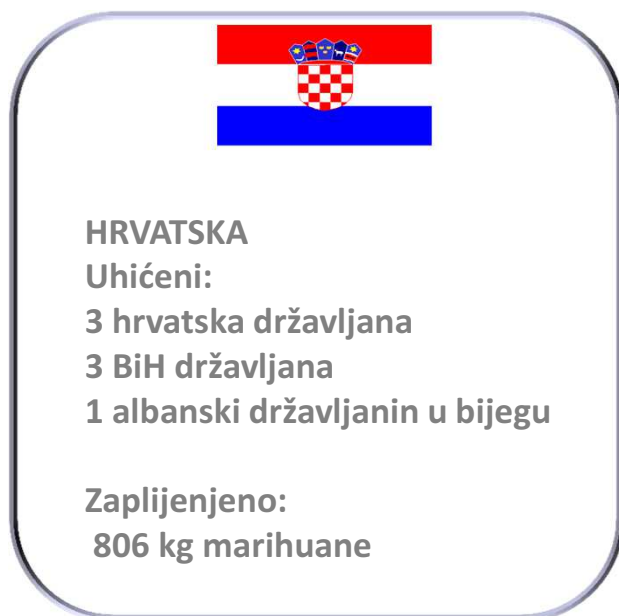 HRVATSKA
Uhićeni:
3 hrvatska državljana
3 BiH državljana
1 albanski državljanin u bijegu
Zaplijenjeno:
806 kg marihuane